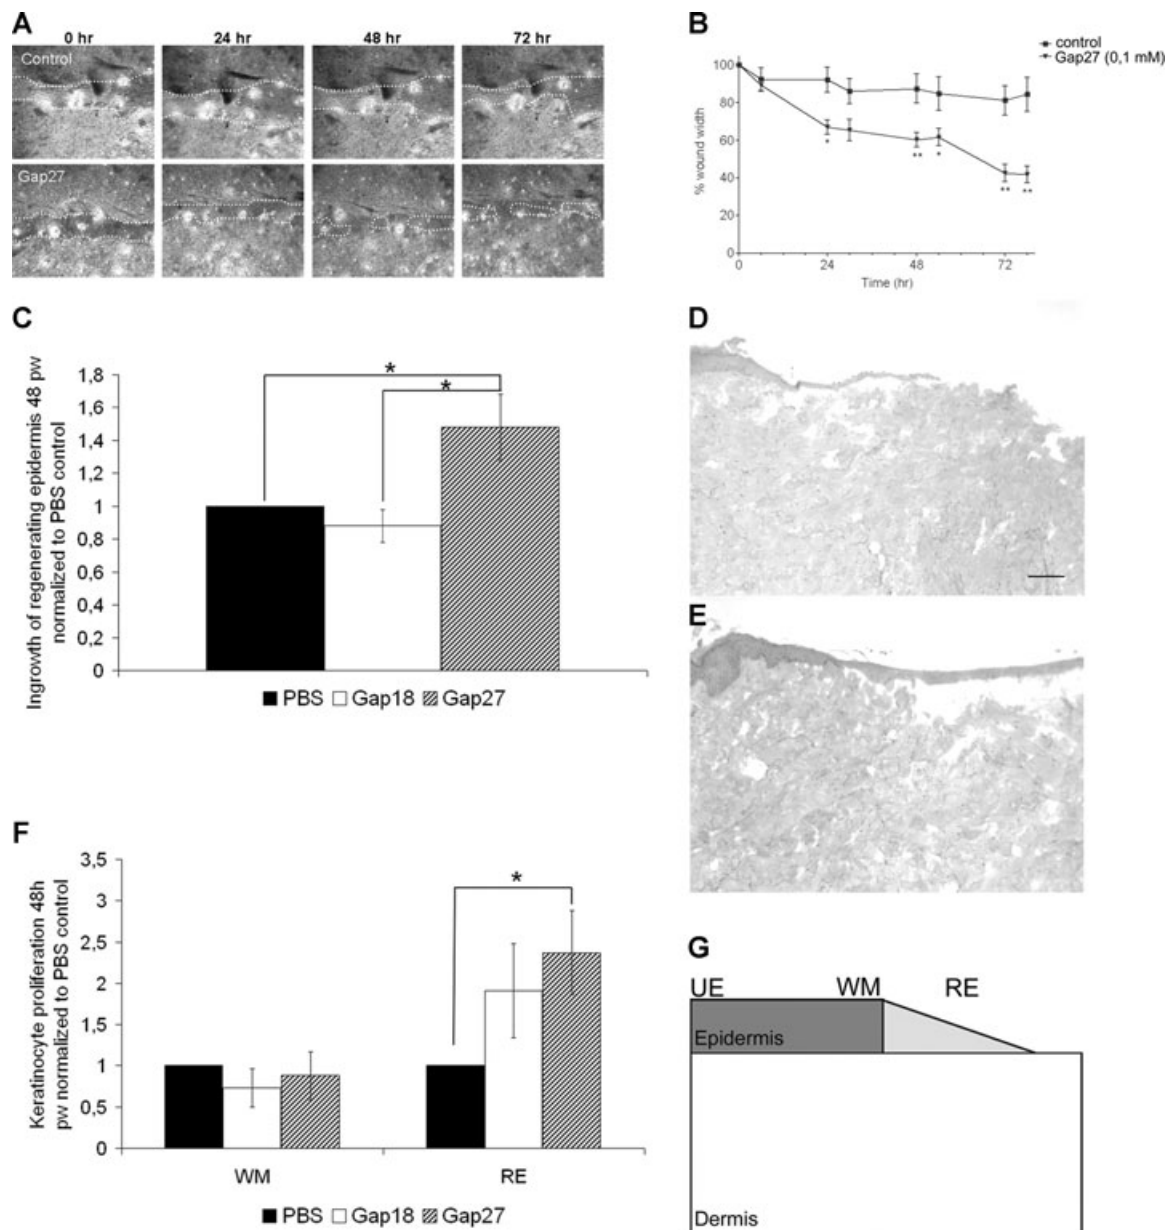 A
0 hr 24 hr 48 hr 72 hr
Control
Gap27
B
control
Gap27 (0,1 mM)
% wound width
100
80
60
40
20
0
* ** * ** **
0 24 48 72
Time (hr)
C
Ingrowth of regenerating epidermis 48 pw
normalized to PBS control
1,8
1,6
1,4
1,2
1
0,8
0,6
0,4
0,2
0
*
*
PBS Gap18 Gap27
D
E
F
Keratinocyte proliferation 48h
pw normalized to PBS control
3,5
3
2,5
2
1,5
1
0,5
0
*
WM RE
PBS Gap18 Gap27
G
UE WM RE
Epidermis
Dermis